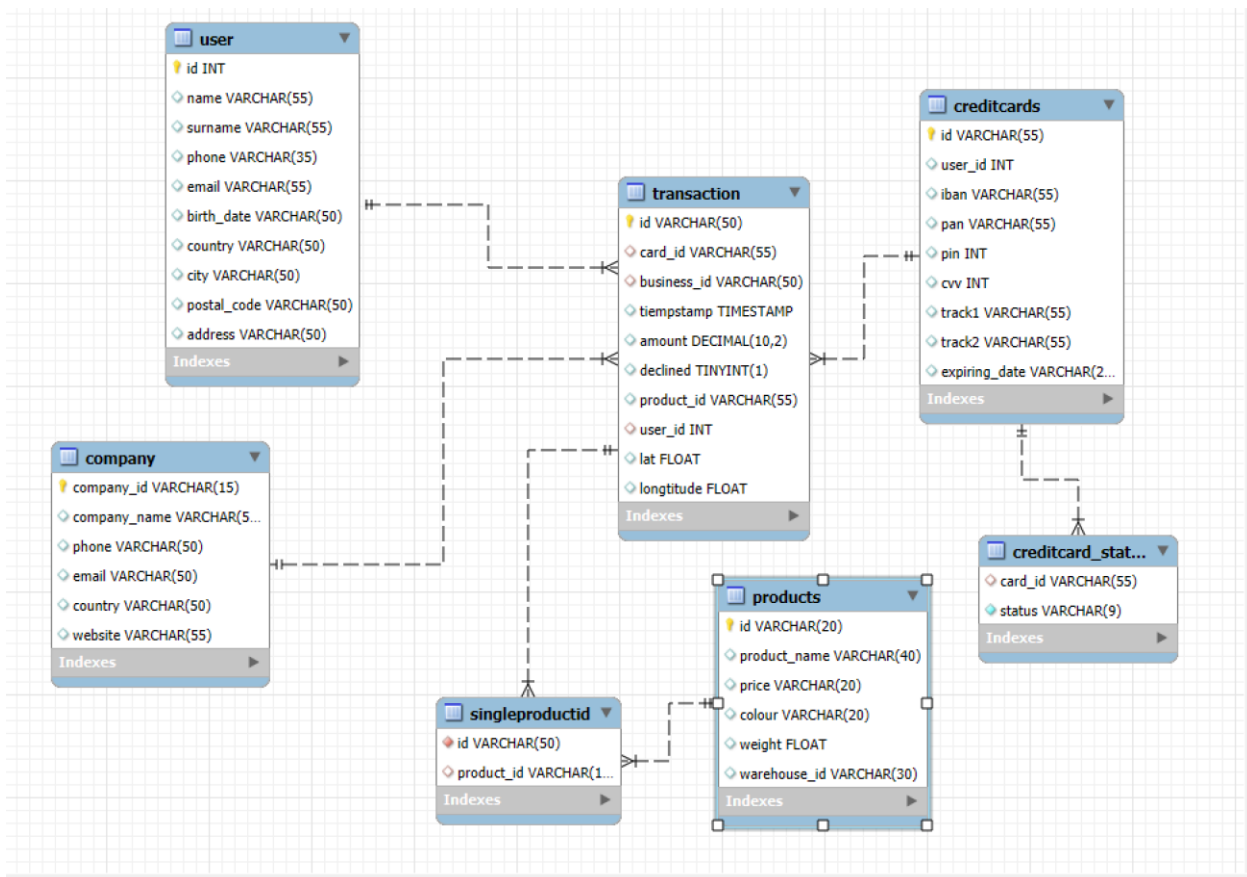 user
id INT
name VARCHAR(55)
surname VARCHAR(55)
phone VARCHAR(35)
email VARCHAR(55)
birth_date VARCHAR(50)
country VARCHAR(50)
city VARCHAR(50)
postal_code VARCHAR(50)
address VARCHAR(50)
Indexes
company
company_id VARCHAR(15)
company_name VARCHAR(5...
phone VARCHAR(50)
email VARCHAR(50)
country VARCHAR(50)
website VARCHAR(55)
Indexes
transaction
id VARCHAR(50)
card_id VARCHAR(55)
business_id VARCHAR(50)
tiempstamp TIMESTAMP
amount DECIMAL(10,2)
declined TINYINT(1)
product_id VARCHAR(55)
user_id INT
lat FLOAT
longtitude FLOAT
Indexes
creditcards
id VARCHAR(55)
user_id INT
iban VARCHAR(55)
pan VARCHAR(55)
pin INT
cvv INT
track1 VARCHAR(55)
track2 VARCHAR(55)
expiring_date VARCHAR(2...
Indexes
creditcard_stat...
card_id VARCHAR(55)
status VARCHAR(9)
Indexes
products
id VARCHAR(20)
product_name VARCHAR(40)
price VARCHAR(20)
colour VARCHAR(20)
weight FLOAT
warehouse_id VARCHAR(30)
Indexes
singleproductid
id VARCHAR(50)
product_id VARCHAR(1...
Indexes